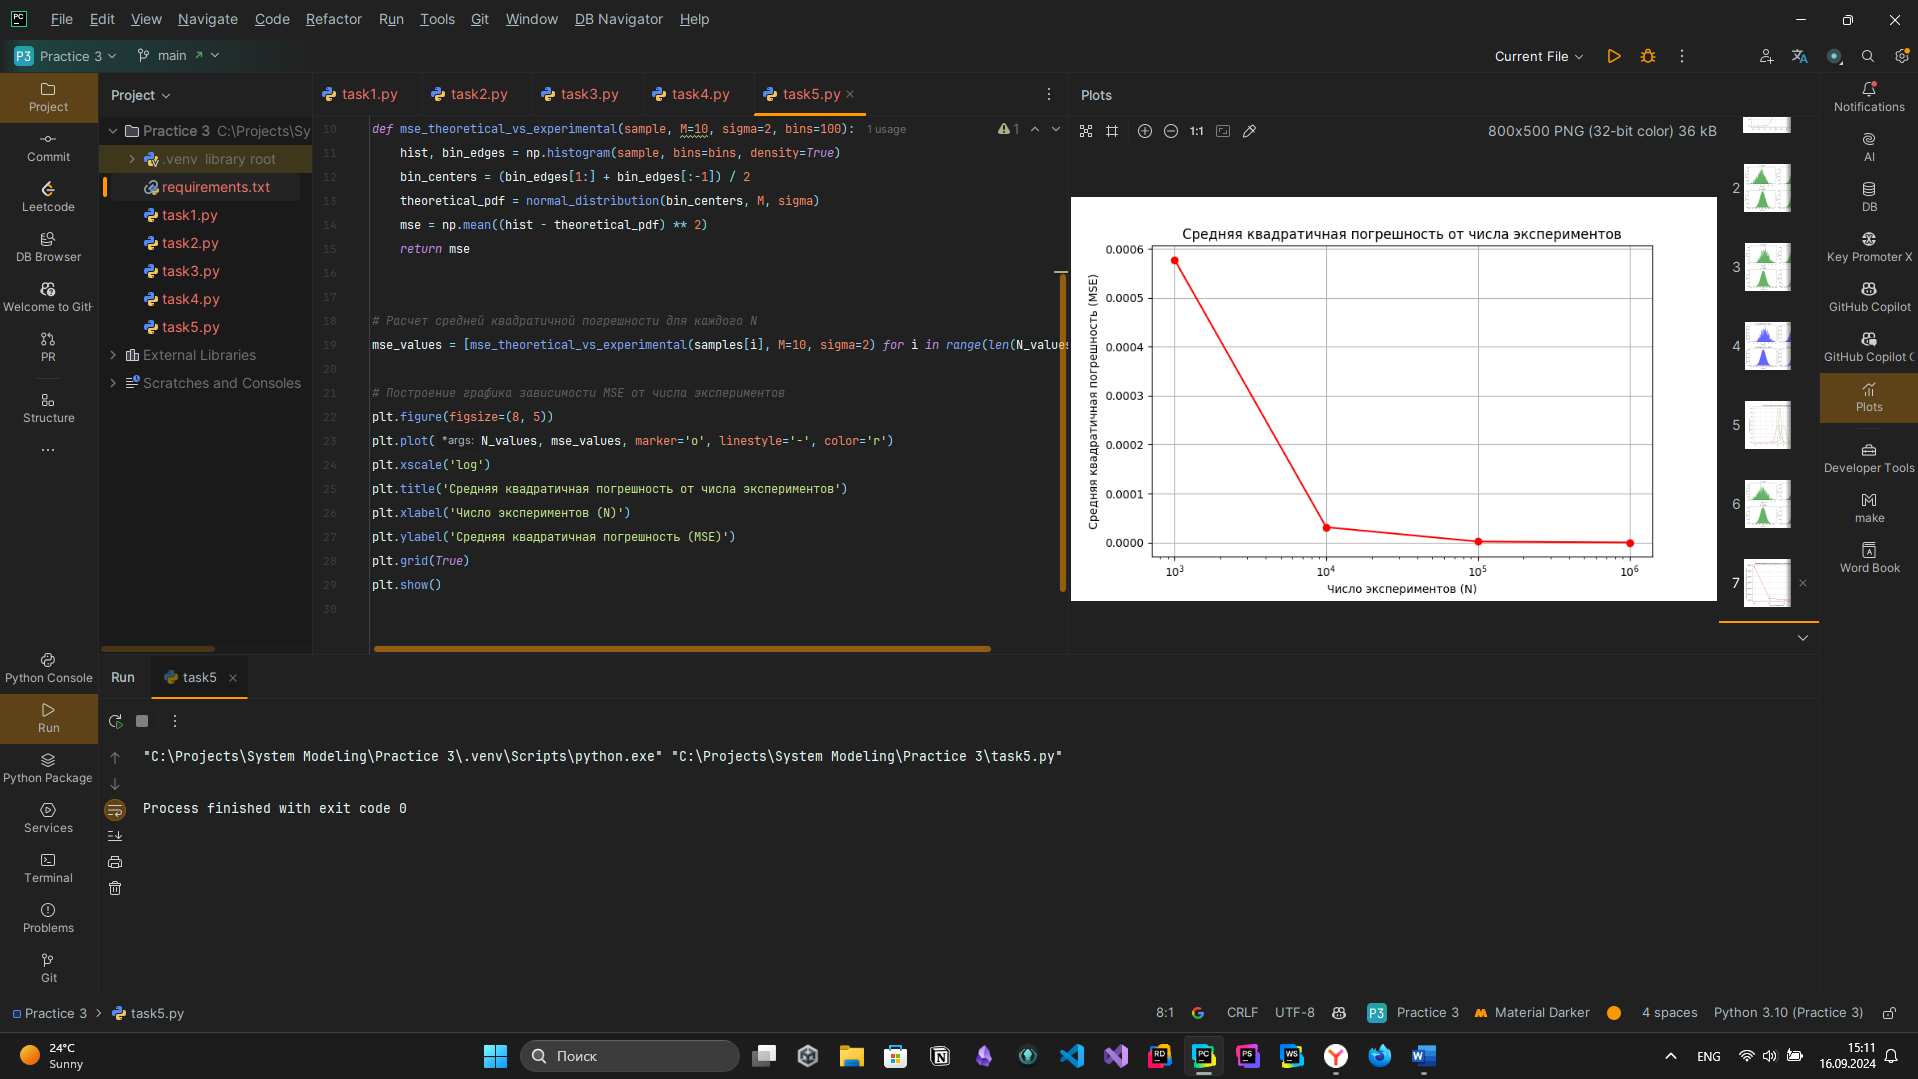 File Edit View Navigate Code Refactor Run Tools Git Window DB Navigator Help
P3 Practice 3 main Current File
Project
Commit
Leetcode
DB Browser
Welcome to GitH
PR
Structure
Python Console
Run
Python Package
Services
Terminal
Problems
Git
Project
Practice 3 C:\Projects\Sy
.venv library root
requirements.txt
task1.py
task2.py
task3.py
task4.py
task5.py
External Libraries
Scratches and Consoles
task1.py task2.py task3.py task4.py task5.py
10 def mse_theoretical_vs_experimental(sample, M=10, sigma=2, bins=100): 1 usage
1
11 hist, bin_edges = np.histogram(sample, bins=bins, density=True)
12 bin_centers = (bin_edges[1:] + bin_edges[:-1]) / 2
13 theoretical_pdf = normal_distribution(bin_centers, M, sigma)
14 mse = np.mean((hist - theoretical_pdf) ** 2)
15 return mse
16
17
18 # Расчет средней квадратичной погрешности для каждого N
19 mse_values = [mse_theoretical_vs_experimental(samples[i], M=10, sigma=2) for i in range(len(N_values
20
21 # Построение графика зависимости MSE от числа экспериментов
22 plt.figure(figsize=(8, 5))
23 plt.plot( *args: N_values, mse_values, marker='o', linestyle='-', color='r')
24 plt.xscale('log')
25 plt.title('Средняя квадратичная погрешность от числа экспериментов')
26 plt.xlabel('Число экспериментов (N)')
27 plt.ylabel('Средняя квадратичная погрешность (MSE)')
28 plt.grid(True)
29 plt.show()
30
Plots
1:1 800x500 PNG (32-bit color) 36 kB
Средняя квадратичная погрешность от числа экспериментов
Средняя квадратичная погрешность (MSE)
0.0006
0.0005
0.0004
0.0003
0.0002
0.0001
0.0000
10³ 10⁴ 10⁵ 10⁶
Число экспериментов (N)
2
3
4
5
6
7
Notifications
AI
DB
Key Promoter X
GitHub Copilot
GitHub Copilot C
Plots
Developer Tools
make
Word Book
Run task5
"C:\Projects\System Modeling\Practice 3\.venv\Scripts\python.exe" "C:\Projects\System Modeling\Practice 3\task5.py"
Process finished with exit code 0
Practice 3 task5.py
8:1 CRLF UTF-8 P3 Practice 3 Material Darker 4 spaces Python 3.10 (Practice 3)
24°C
Sunny
Поиск
ENG
15:11
16.09.2024